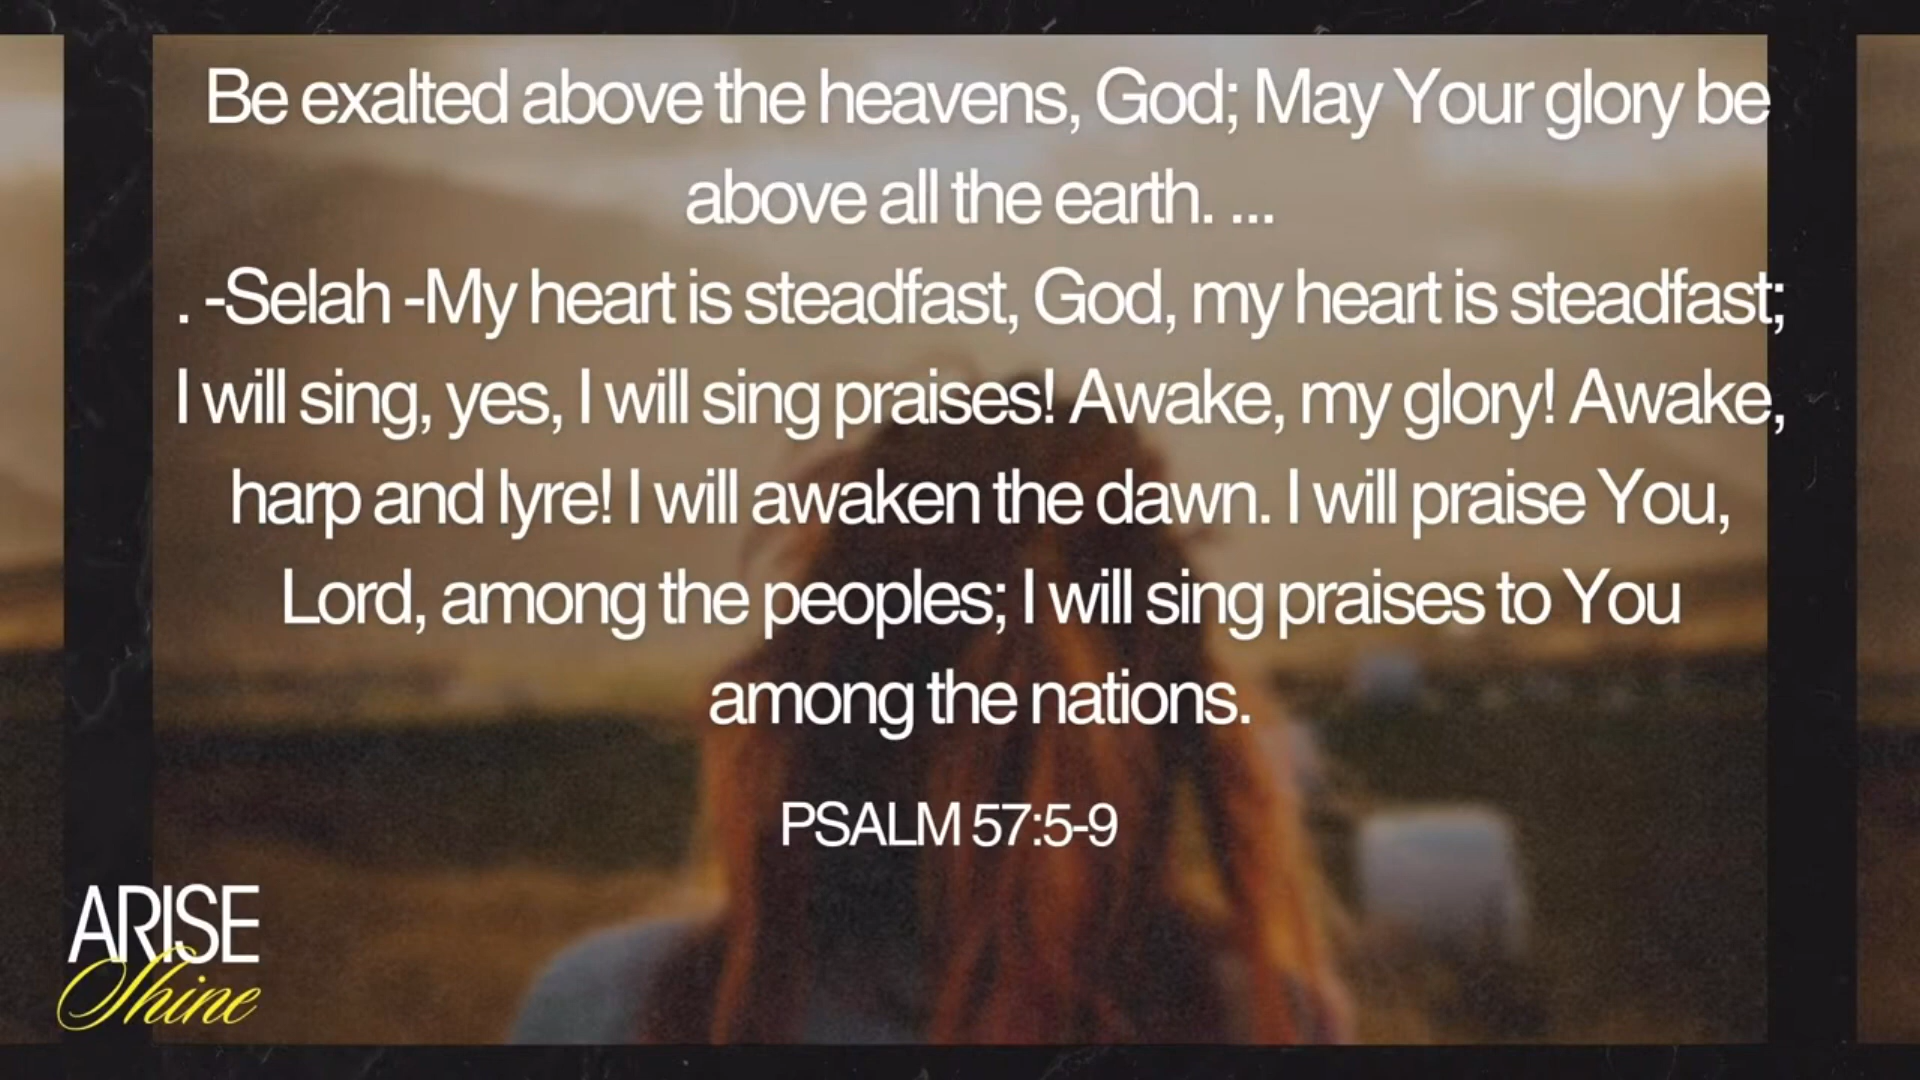 Be exalted above the heavens, God; May Your glory be
above all the earth. ...
. -Selah -My heart is steadfast, God, my heart is steadfast;
I will sing, yes, I will sing praises! Awake, my glory! Awake,
harp and lyre! I will awaken the dawn. I will praise You,
Lord, among the peoples; I will sing praises to You
among the nations.
PSALM 57:5-9
ARISE
Shine